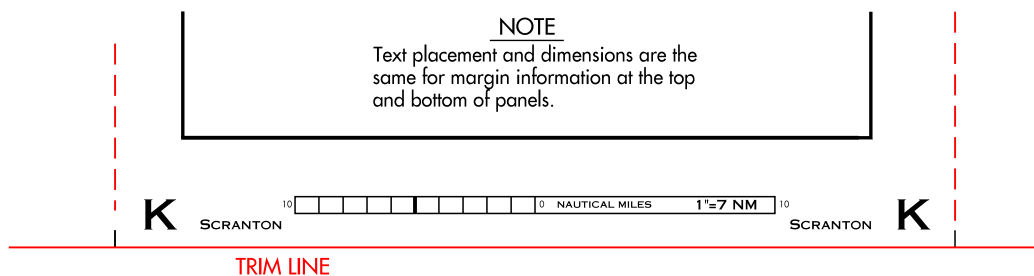 NOTE
Text placement and dimensions are the
same for margin information at the top
and bottom of panels.
K SCRANTON 10 0 NAUTICAL MILES 1"=7 NM 10 SCRANTON K
TRIM LINE